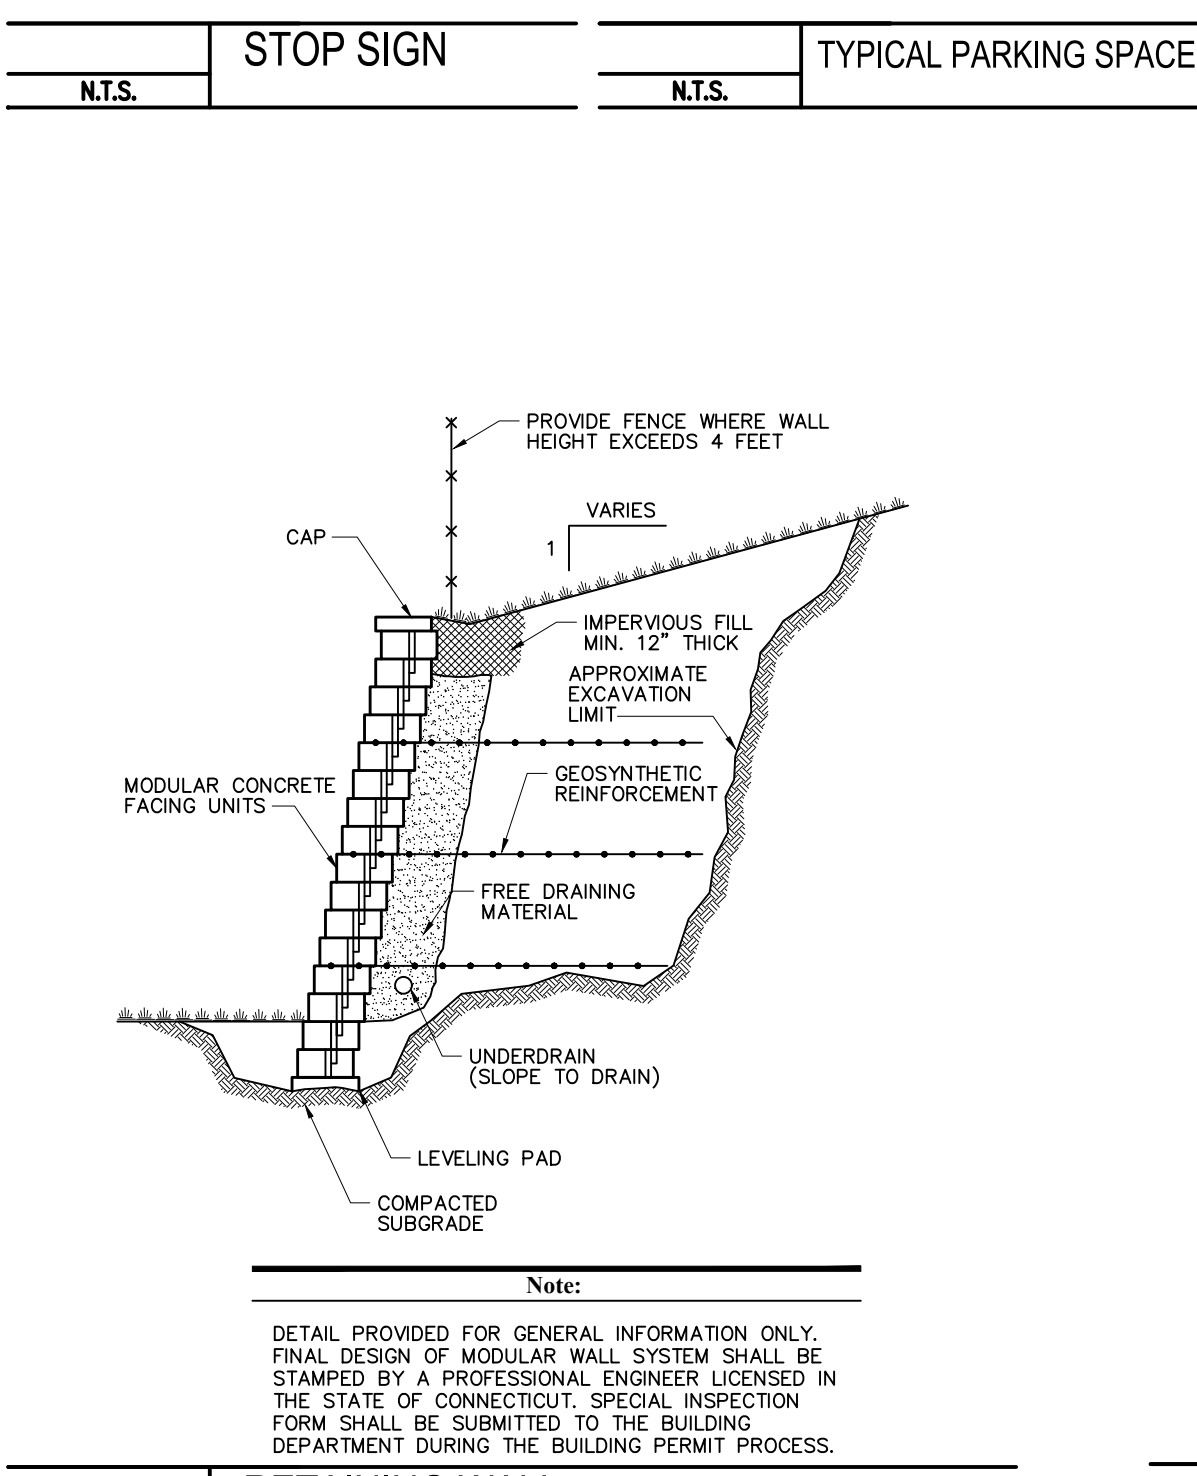 STOP SIGN
N.T.S.
TYPICAL PARKING SPACE
N.T.S.
PROVIDE FENCE WHERE WALL
HEIGHT EXCEEDS 4 FEET
VARIES
1
CAP
IMPERVIOUS FILL
MIN. 12" THICK
APPROXIMATE
EXCAVATION
LIMIT
GEOSYNTHETIC
REINFORCEMENT
MODULAR CONCRETE
FACING UNITS
FREE DRAINING
MATERIAL
UNDERDRAIN
(SLOPE TO DRAIN)
LEVELING PAD
COMPACTED
SUBGRADE
Note:
DETAIL PROVIDED FOR GENERAL INFORMATION ONLY.
FINAL DESIGN OF MODULAR WALL SYSTEM SHALL BE
STAMPED BY A PROFESSIONAL ENGINEER LICENSED IN
THE STATE OF CONNECTICUT. SPECIAL INSPECTION
FORM SHALL BE SUBMITTED TO THE BUILDING
DEPARTMENT DURING THE BUILDING PERMIT PROCESS.